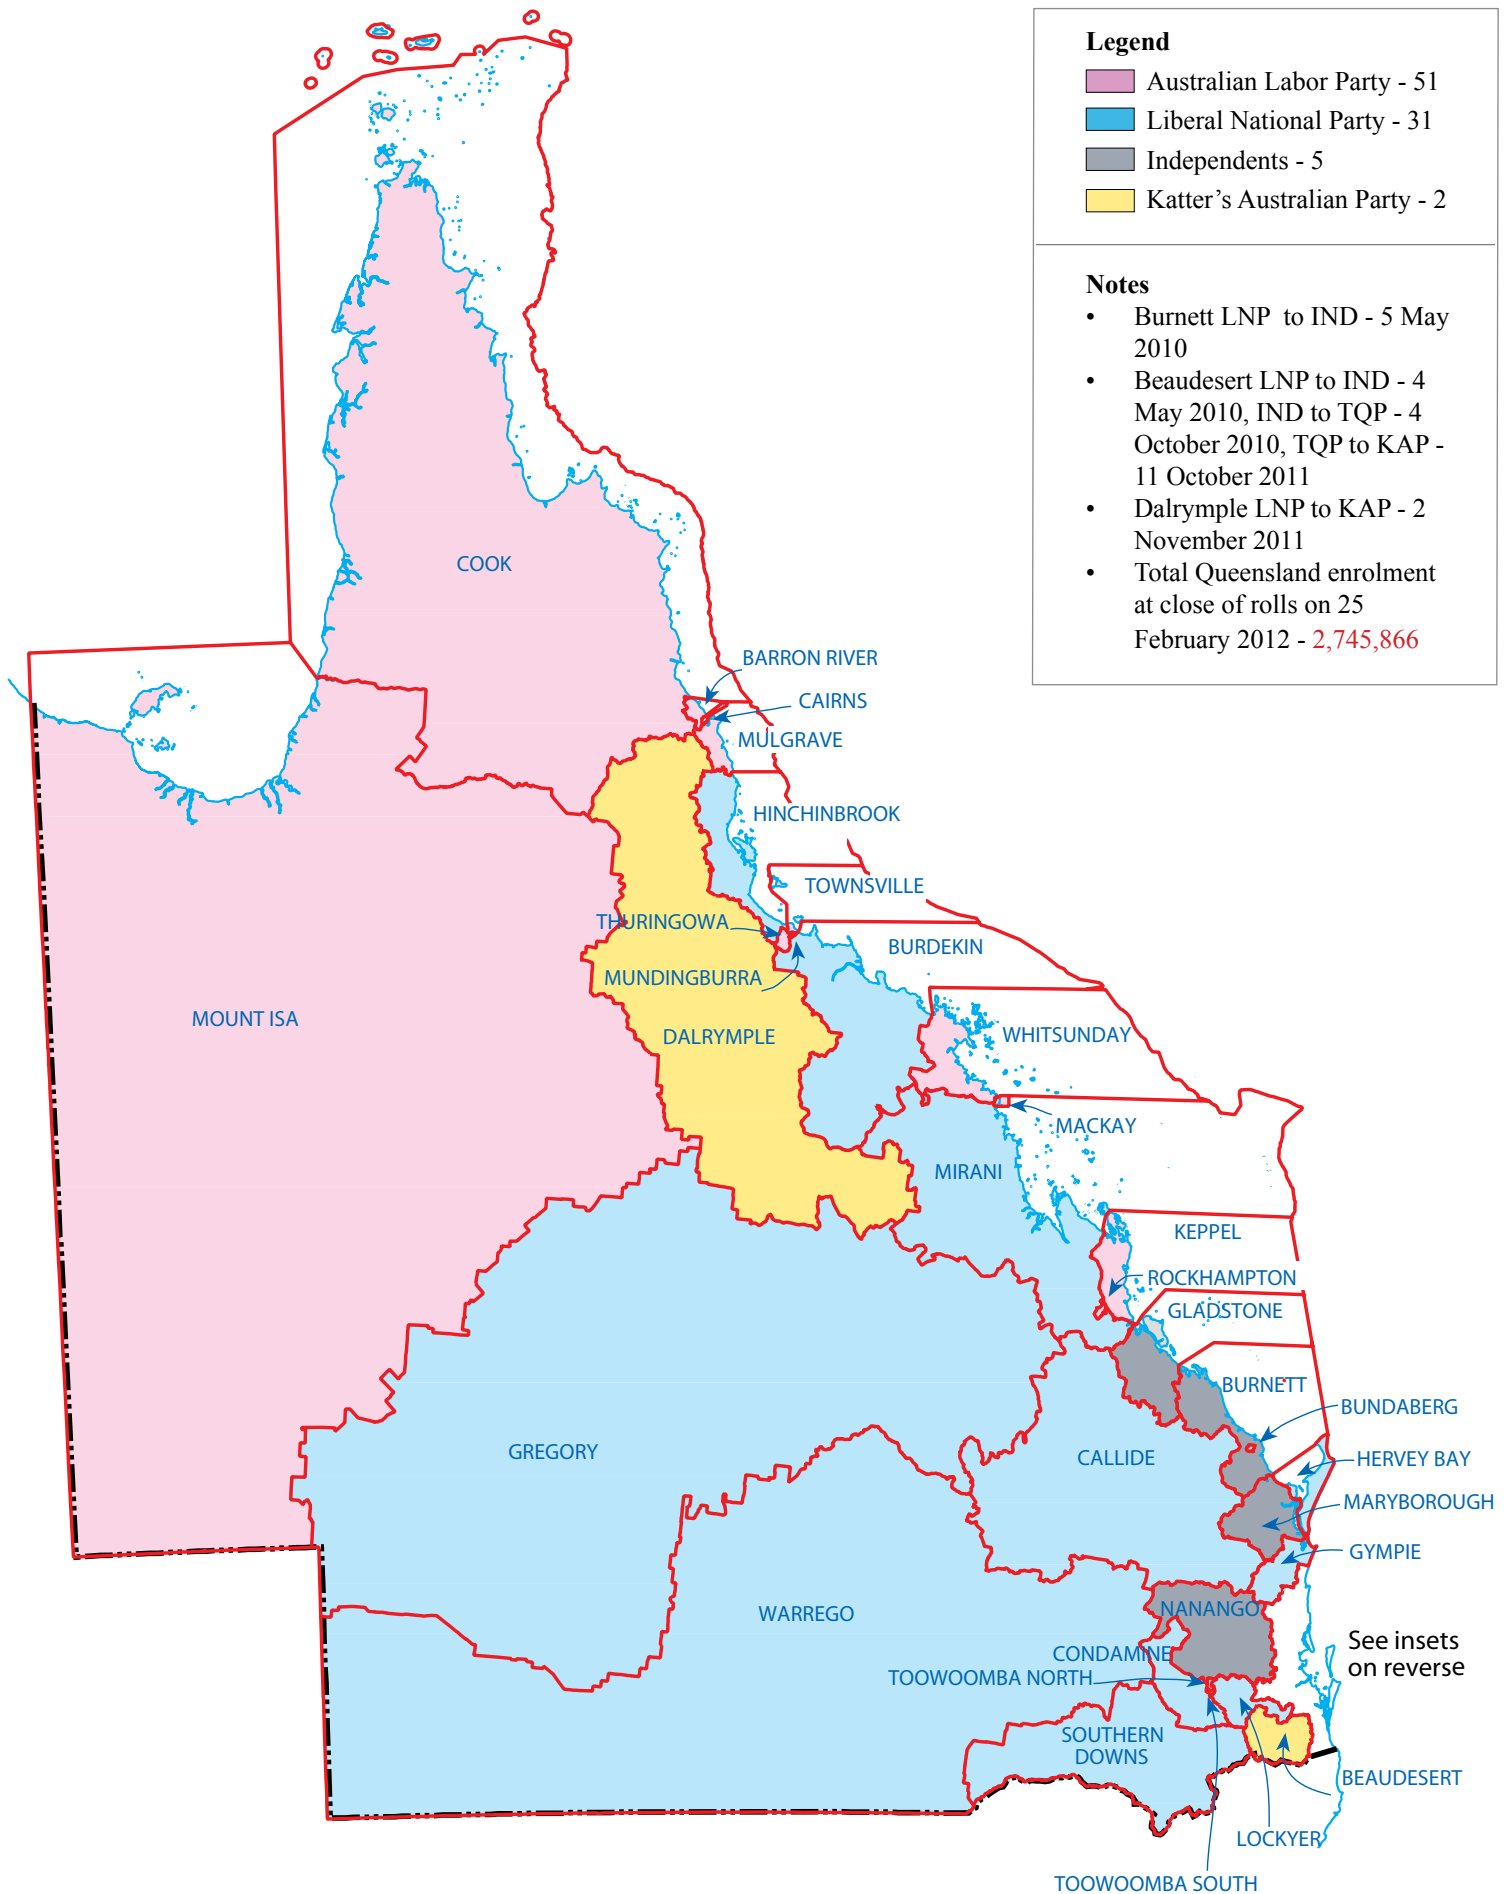 Legend
Australian Labor Party - 51
Liberal National Party - 31
Independents - 5
Katter’s Australian Party - 2
Notes
• Burnett LNP to IND - 5 May
2010
• Beaudesert LNP to IND - 4
May 2010, IND to TQP - 4
October 2010, TQP to KAP -
11 October 2011
• Dalrymple LNP to KAP - 2
November 2011
• Total Queensland enrolment
at close of rolls on 25
February 2012 - 2,745,866
COOK
BARRON RIVER
CAIRNS
MULGRAVE
HINCHINBROOK
TOWNSVILLE
THURINGOWA
BURDEKIN
MUNDINGBURRA
MOUNT ISA
DALRYMPLE
WHITSUNDAY
MACKAY
MIRANI
KEPPEL
ROCKHAMPTON
GLADSTONE
BURNETT
BUNDABERG
GREGORY
CALLIDE
HERVEY BAY
MARYBOROUGH
GYMPIE
WARREGO
NANANGO
See insets
on reverse
CONDAMINE
TOOWOOMBA NORTH
SOUTHERN
DOWNS
BEAUDESERT
LOCKYER
TOOWOOMBA SOUTH